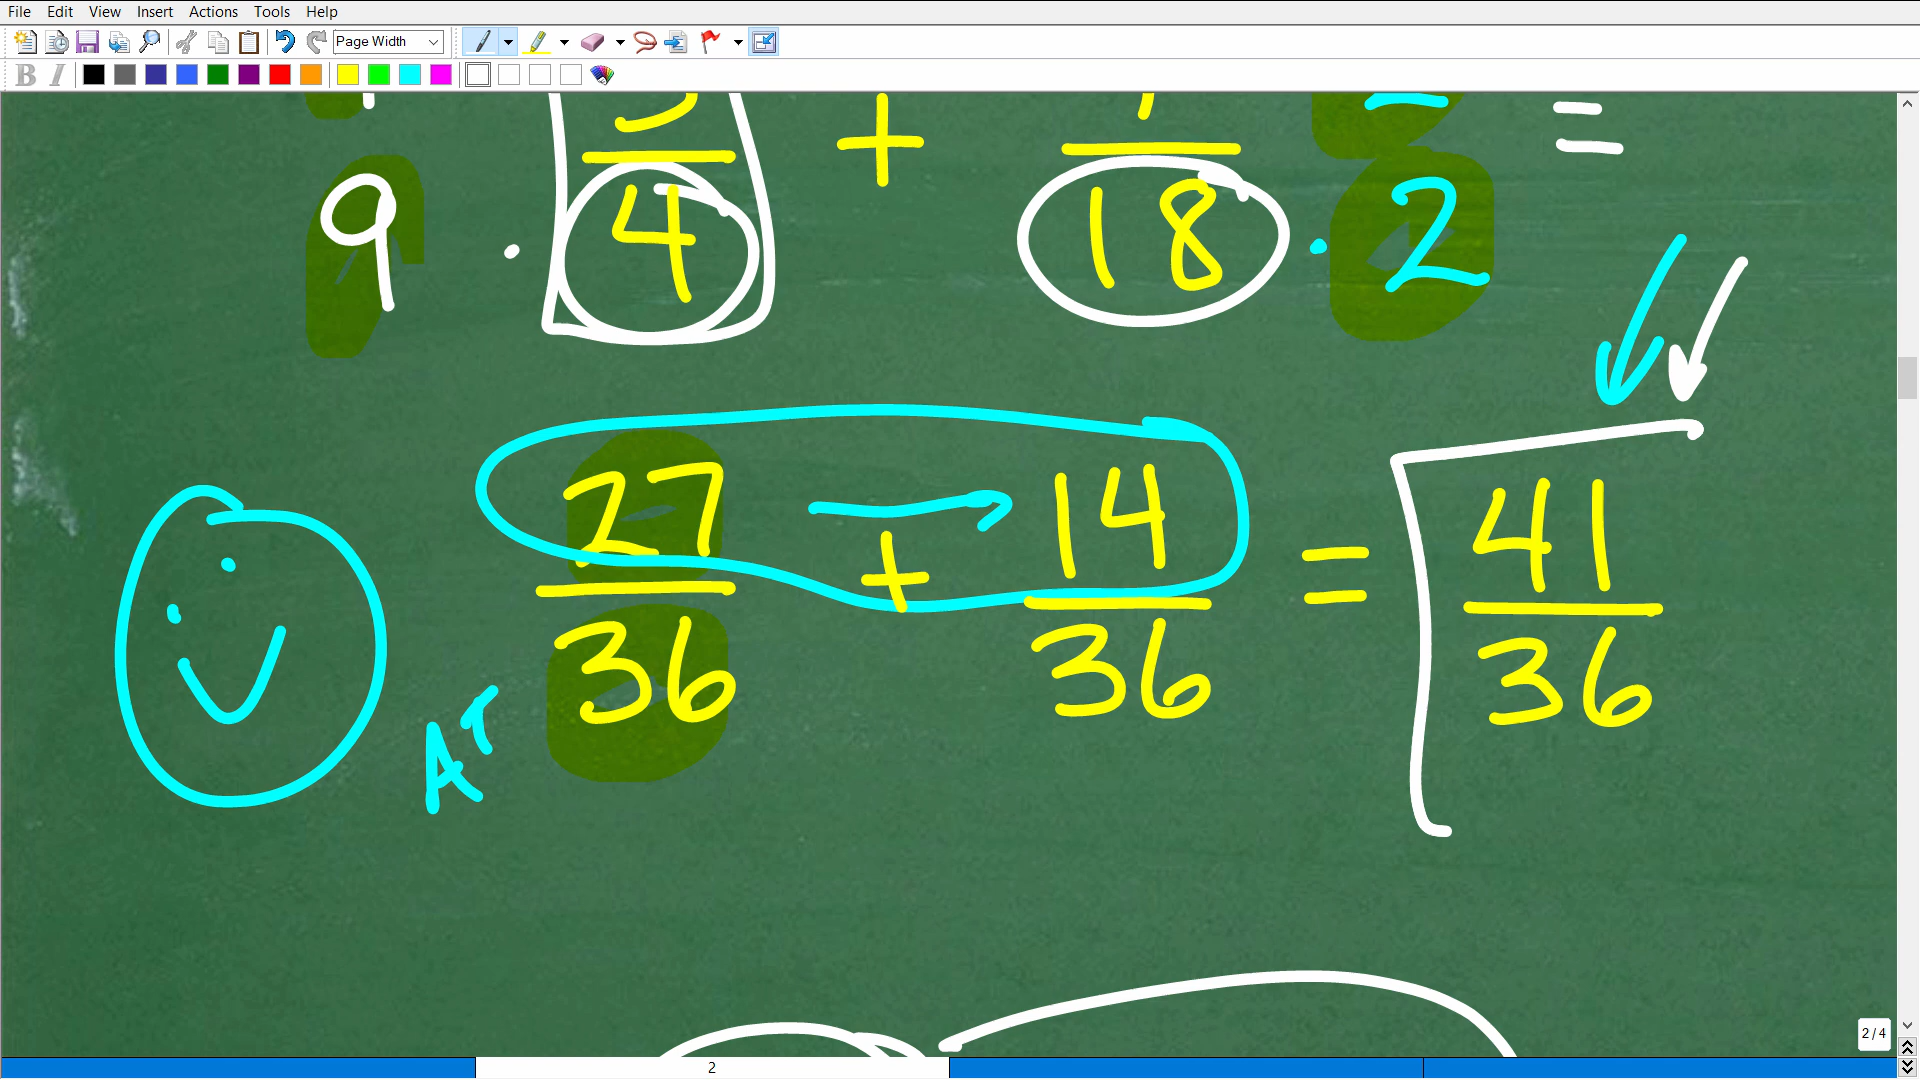 File Edit View Insert Actions Tools Help
Page Width
B I
+ =
9 · 4 18 · 2
27 + 14 = 41
36 36 36
A+
2 / 4
2